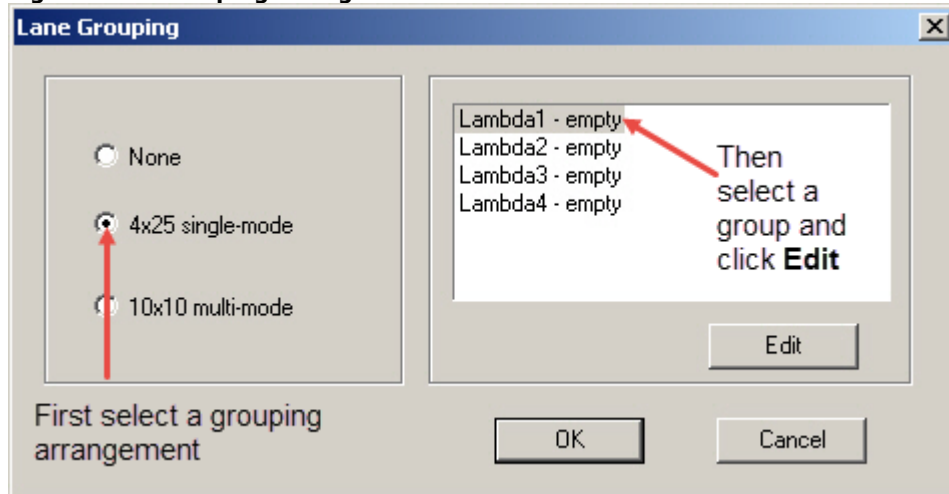 Lane Grouping
None
4x25 single-mode
10x10 multi-mode
Lambda1 - empty
Lambda2 - empty
Lambda3 - empty
Lambda4 - empty
Then
select a
group and
click Edit
Edit
First select a grouping
arrangement
OK
Cancel